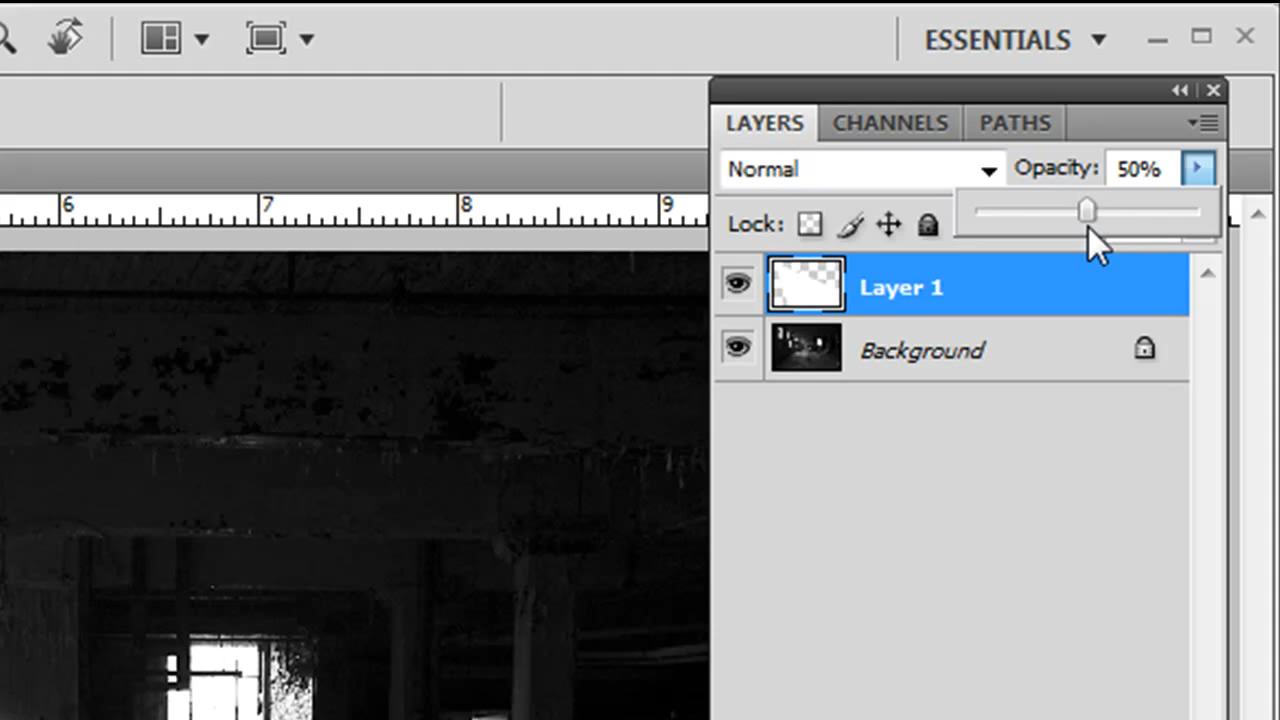 ESSENTIALS
LAYERS CHANNELS PATHS
Normal Opacity: 50%
6 7 8 9
Lock:
Layer 1
Background